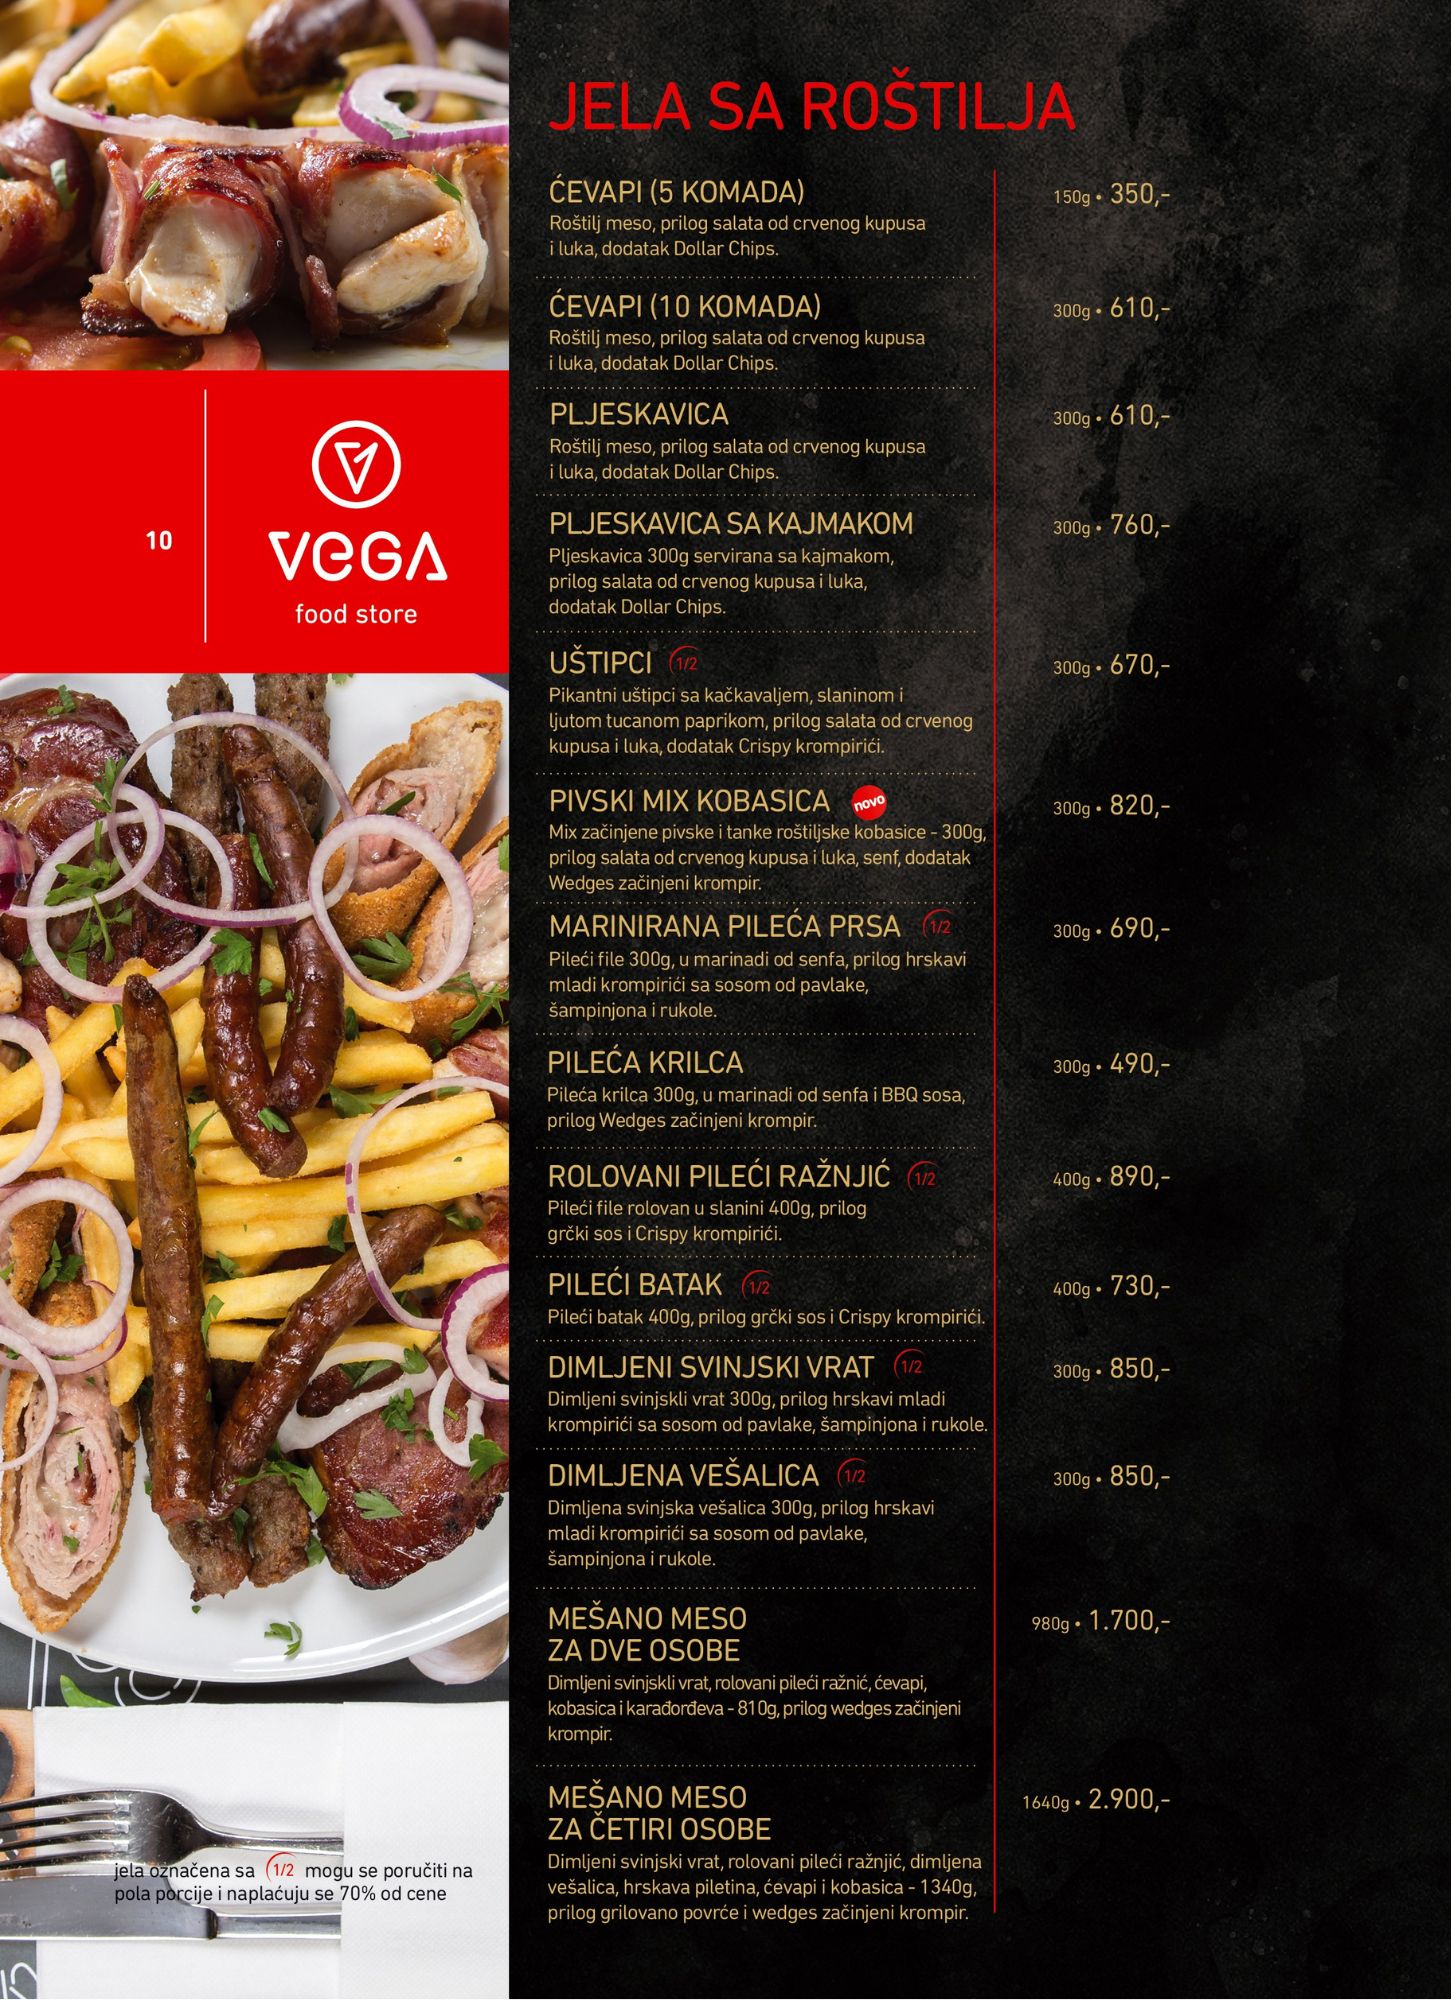 JELA SA ROŠTILJA
ĆEVAPI (5 KOMADA)
150g • 350,-
Roštilj meso, prilog salata od crvenog kupusa
i luka, dodatak Dollar Chips.
ĆEVAPI (10 KOMADA)
300g • 610,-
Roštilj meso, prilog salata od crvenog kupusa
i luka, dodatak Dollar Chips.
PLJESKAVICA
300g • 610,-
Roštilj meso, prilog salata od crvenog kupusa
i luka, dodatak Dollar Chips.
PLJESKAVICA SA KAJMAKOM
300g • 760,-
Pljeskavica 300g servirana sa kajmakom,
prilog salata od crvenog kupusa i luka,
dodatak Dollar Chips.
UŠTIPCI 1/2
300g • 670,-
Pikantni uštipci sa kačkavaljem, slaninom i
ljutom tucanom paprikom, prilog salata od crvenog
kupusa i luka, dodatak Crispy krompirići.
PIVSKI MIX KOBASICA novo
300g • 820,-
Mix začinjene pivske i tanke roštiljske kobasice - 300g,
prilog salata od crvenog kupusa i luka, senf, dodatak
Wedges začinjeni krompir.
MARINIRANA PILEĆA PRSA 1/2
300g • 690,-
Pileći file 300g, u marinadi od senfa, prilog hrskavi
mladi krompirići sa sosom od pavlake,
šampinjona i rukole.
PILEĆA KRILCA
300g • 490,-
Pileća krilca 300g, u marinadi od senfa i BBQ sosa,
prilog Wedges začinjeni krompir.
ROLOVANI PILEĆI RAŽNJIĆ 1/2
400g • 890,-
Pileći file rolovan u slanini 400g, prilog
grčki sos i Crispy krompirići.
PILEĆI BATAK 1/2
400g • 730,-
Pileći batak 400g, prilog grčki sos i Crispy krompirići.
DIMLJENI SVINJSKI VRAT 1/2
300g • 850,-
Dimljeni svinjskli vrat 300g, prilog hrskavi mladi
krompirići sa sosom od pavlake, šampinjona i rukole.
DIMLJENA VEŠALICA 1/2
300g • 850,-
Dimljena svinjska vešalica 300g, prilog hrskavi
mladi krompirići sa sosom od pavlake,
šampinjona i rukole.
MEŠANO MESO
ZA DVE OSOBE
980g • 1.700,-
Dimljeni svinjskli vrat, rolovani pileći ražnić, ćevapi,
kobasica i karađorđeva - 810g, prilog wedges začinjeni
krompir.
MEŠANO MESO
ZA ČETIRI OSOBE
1640g • 2.900,-
Dimljeni svinjski vrat, rolovani pileći ražnjić, dimljena
vešalica, hrskava piletina, ćevapi i kobasica - 1340g,
prilog grilovano povrće i wedges začinjeni krompir.
10
VEGA
food store
jela označena sa 1/2 mogu se poručiti na
pola porcije i naplaćuju se 70% od cene